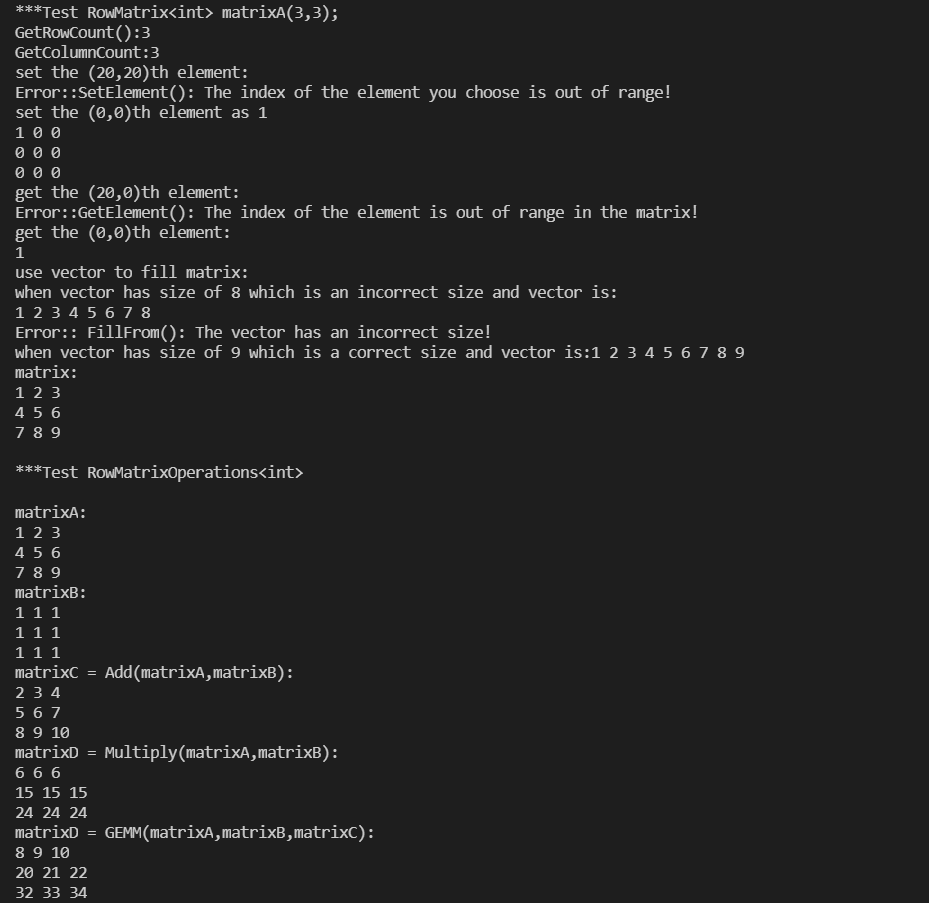 ***Test RowMatrix<int> matrixA(3,3);
GetRowCount():3
GetColumnCount:3
set the (20,20)th element:
Error::SetElement(): The index of the element you choose is out of range!
set the (0,0)th element as 1
1 0 0
0 0 0
0 0 0
get the (20,0)th element:
Error::GetElement(): The index of the element is out of range in the matrix!
get the (0,0)th element:
1
use vector to fill matrix:
when vector has size of 8 which is an incorrect size and vector is:
1 2 3 4 5 6 7 8
Error:: FillFrom(): The vector has an incorrect size!
when vector has size of 9 which is a correct size and vector is:1 2 3 4 5 6 7 8 9
matrix:
1 2 3
4 5 6
7 8 9
***Test RowMatrixOperations<int>
matrixA:
1 2 3
4 5 6
7 8 9
matrixB:
1 1 1
1 1 1
1 1 1
matrixC = Add(matrixA,matrixB):
2 3 4
5 6 7
8 9 10
matrixD = Multiply(matrixA,matrixB):
6 6 6
15 15 15
24 24 24
matrixD = GEMM(matrixA,matrixB,matrixC):
8 9 10
20 21 22
32 33 34